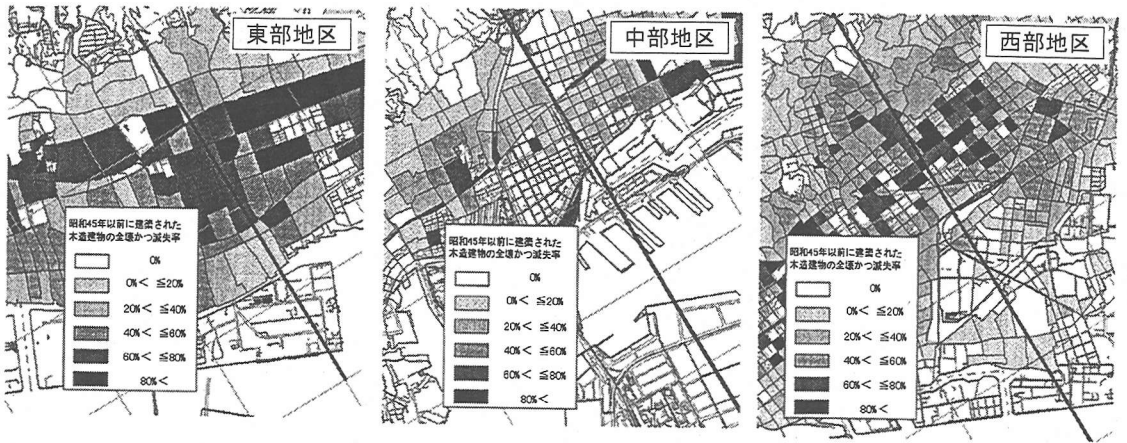 東部地区
昭和45年以前に建築された
木造建物の全壊かつ滅失率
0%
0%< ≦20%
20%< ≦40%
40%< ≦60%
60%< ≦80%
80%<
中部地区
昭和45年以前に建築された
木造建物の全壊かつ滅失率
0%
0%< ≦20%
20%< ≦40%
40%< ≦60%
60%< ≦80%
80%<
西部地区
昭和45年以前に建築された
木造建物の全壊かつ滅失率
0%
0%< ≦20%
20%< ≦40%
40%< ≦60%
60%< ≦80%
80%<